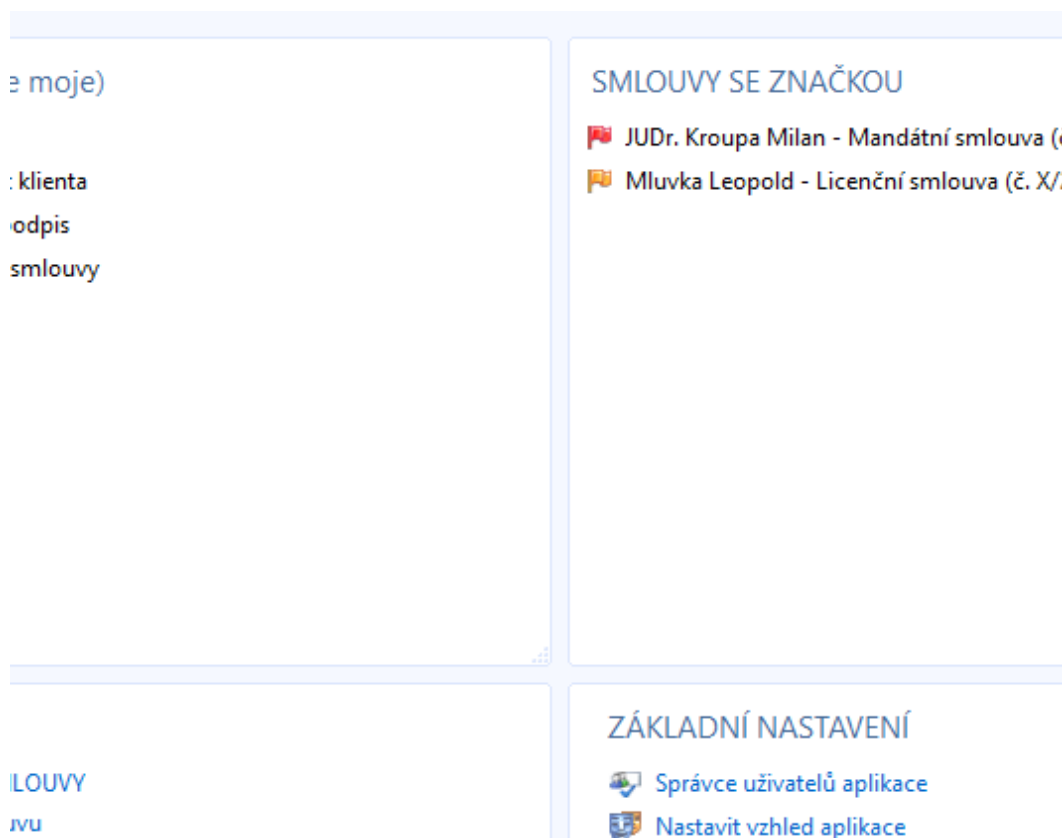 e moje)
klienta
odpis
smlouvy
SMLOUVY SE ZNAČKOU
JUDr. Kroupa Milan - Mandátní smlouva (
Mluvka Leopold - Licenční smlouva (č. X/
LOUVY
uvu
ZÁKLADNÍ NASTAVENÍ
Správce uživatelů aplikace
Nastavit vzhled aplikace